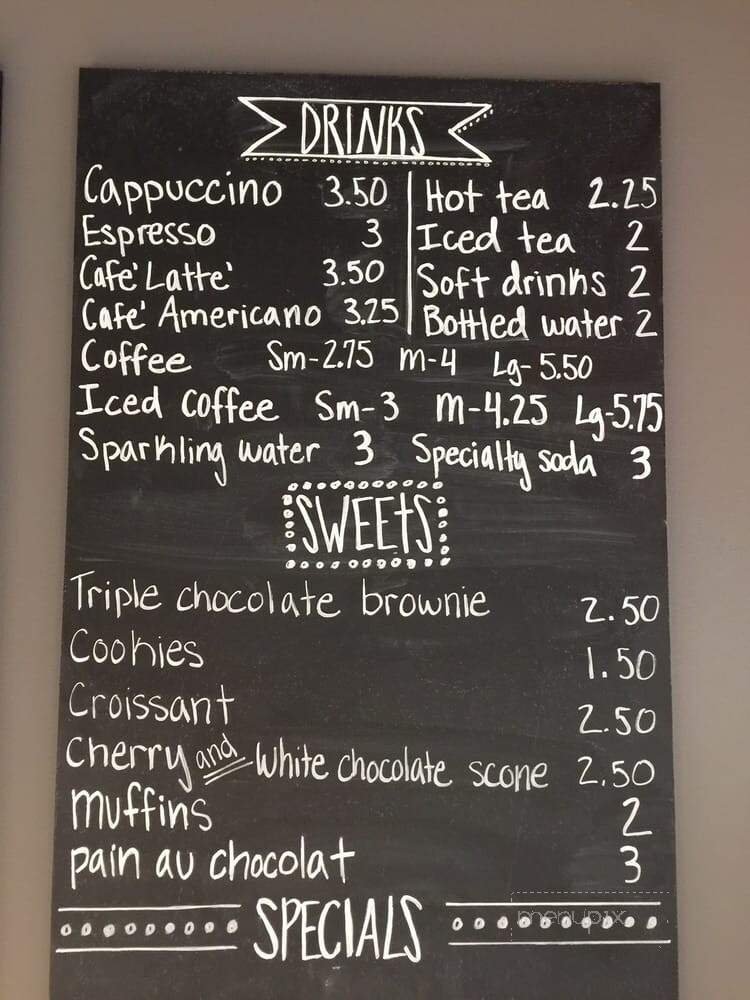 DRINKS
Cappuccino 3.50
Espresso 3
Cafe' Latte' 3.50
Cafe' Americano 3.25
Hot tea 2.25
Iced tea 2
Soft drinks 2
Bottled water 2
Coffee Sm-2.75 m-4 Lg-5.50
Iced Coffee Sm-3 m-4.25 Lg-5.75
Sparkling water 3 Specialty soda 3
SWEETS
Triple chocolate brownie 2.50
Cookies 1.50
Croissant 2.50
Cherry and White chocolate scone 2.50
muffins 2
pain au chocolat 3
SPECIALS
menupix